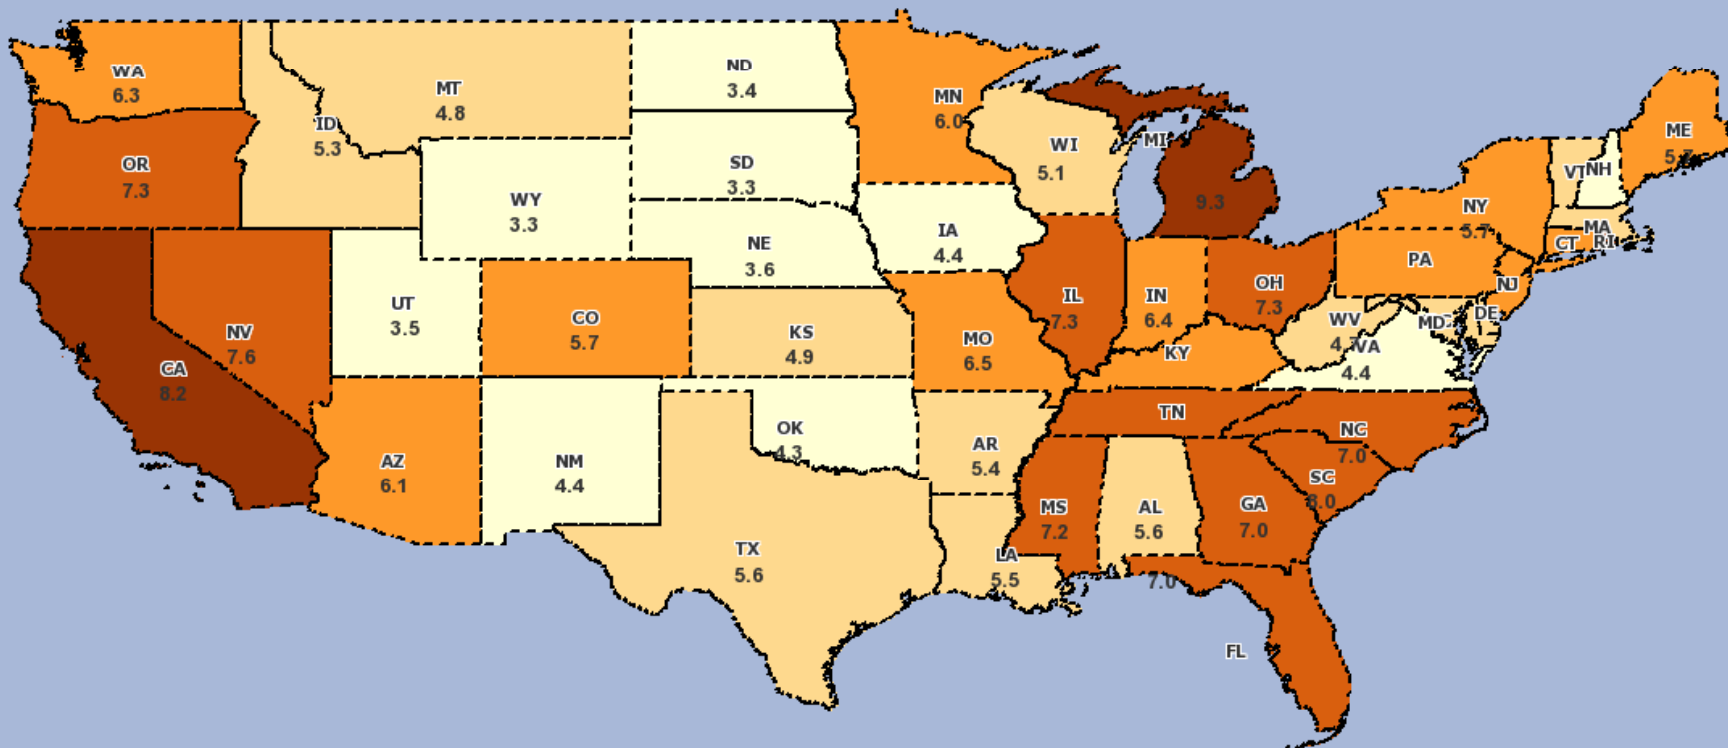 WA
6.3
OR
7.3
CA
8.2
NV
7.6
ID
5.3
MT
4.8
WY
3.3
UT
3.5
CO
5.7
AZ
6.1
NM
4.4
ND
3.4
SD
3.3
NE
3.6
KS
4.9
OK
4.3
TX
5.6
MN
6.0
IA
4.4
MO
6.5
AR
5.4
LA
5.5
WI
5.1
IL
7.3
MI
9.3
IN
6.4
OH
7.3
KY
TN
MS
7.2
AL
5.6
GA
7.0
FL
7.0
SC
8.0
NC
7.0
VA
4.4
WV
MD
DE
PA
NJ
NY
5.7
CT
RI
MA
VT
NH
ME